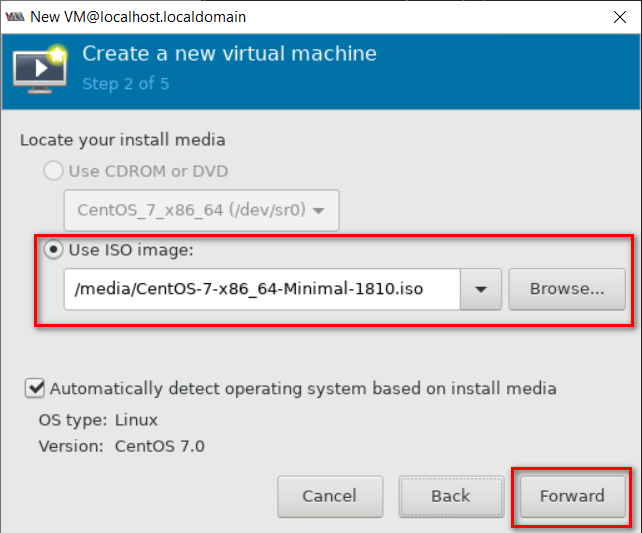 New VM@localhost.localdomain
Create a new virtual machine
Step 2 of 5
Locate your install media
Use CDROM or DVD
CentOS_7_x86_64 (/dev/sr0)
Use ISO image:
/media/CentOS-7-x86_64-Minimal-1810.iso Browse...
Automatically detect operating system based on install media
OS type: Linux
Version: CentOS 7.0
Cancel Back Forward